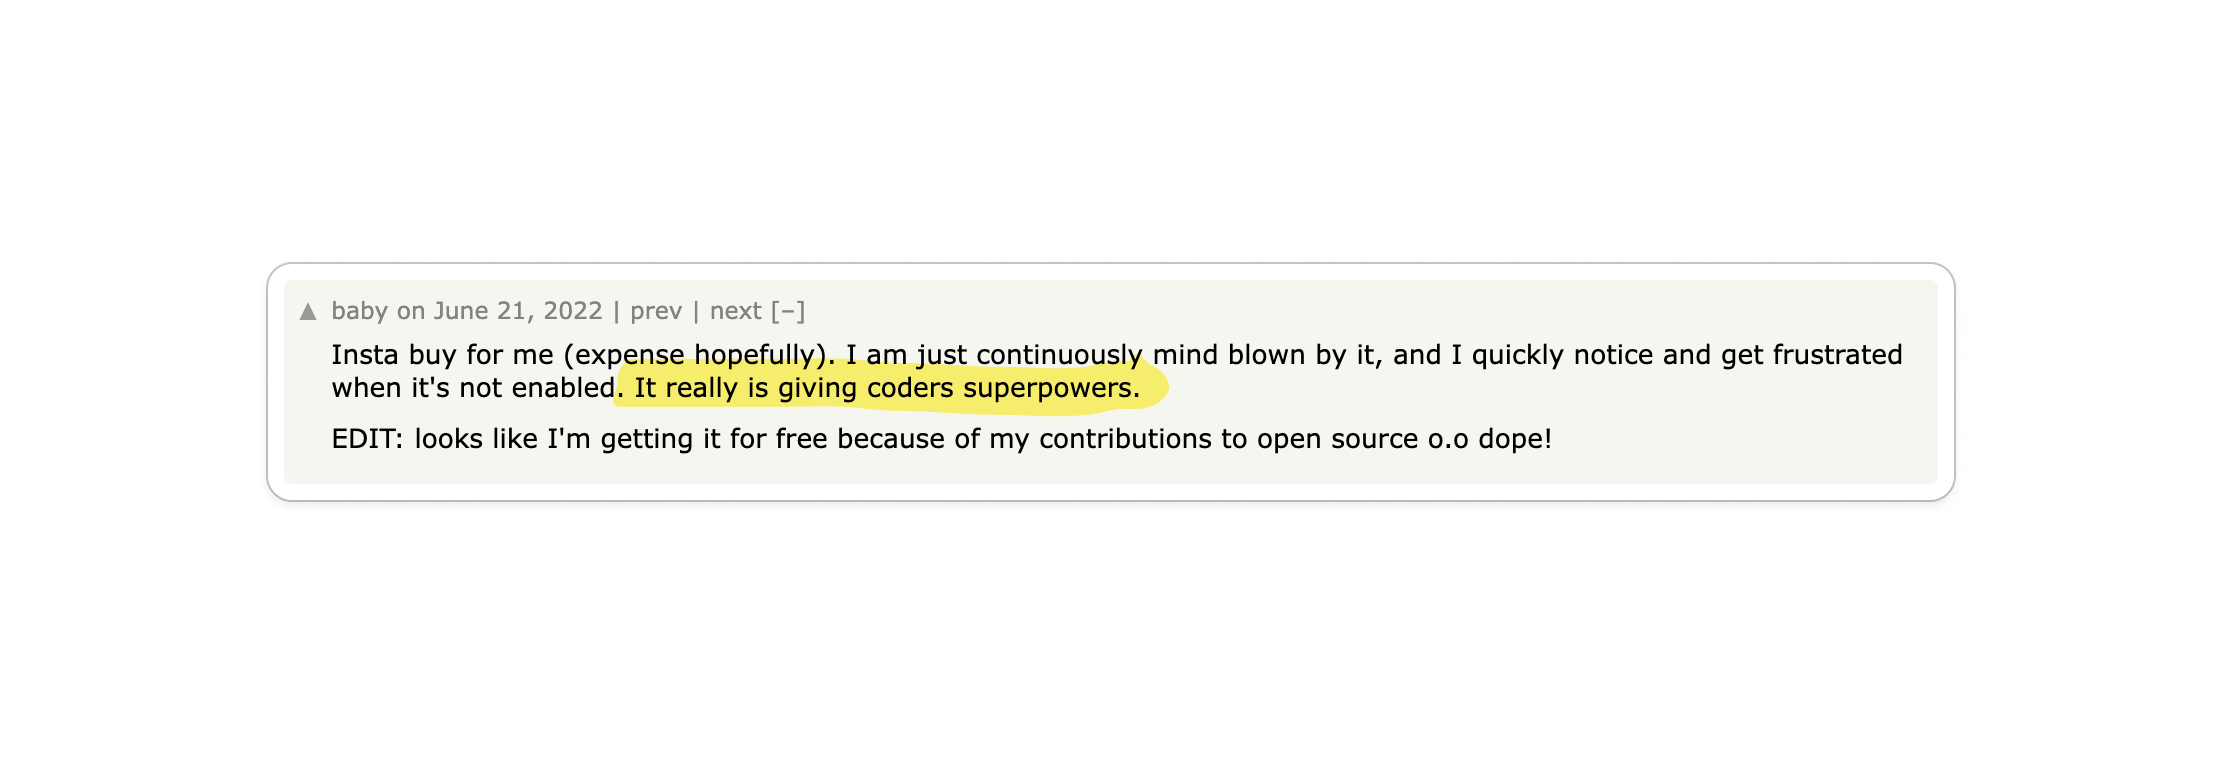 ▲ baby on June 21, 2022 | prev | next [–]
Insta buy for me (expense hopefully). I am just continuously mind blown by it, and I quickly notice and get frustrated
when it's not enabled. It really is giving coders superpowers.
EDIT: looks like I'm getting it for free because of my contributions to open source o.o dope!